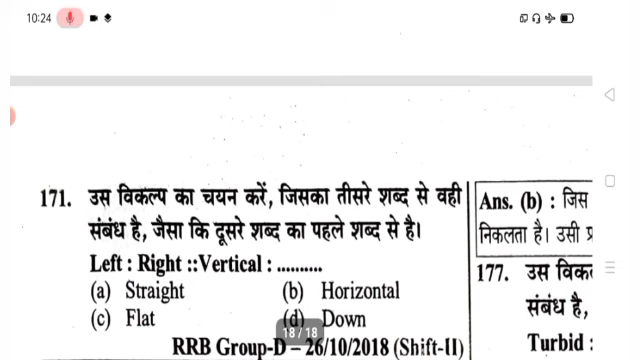 10:24
171. उस विकल्प का चयन करें, जिसका तीसरे शब्द से वही
संबंध है, जैसा कि दूसरे शब्द का पहले शब्द से है।
Left : Right ::Vertical : ..........
(a) Straight (b) Horizontal
(c) Flat (d) Down
18 / 18
RRB Group-D – 26/10/2018 (Shift-II)
Ans. (b) : जिस
निकलता है। उसी प्र
177. उस विक
संबंध है,
Turbid :